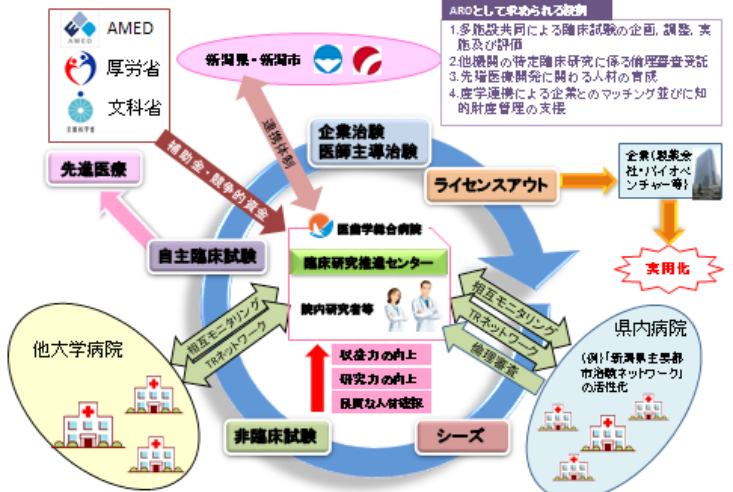 AROとして求められる役割
1.多施設共同による臨床試験の企画, 調整, 実
施及び評価
2.他機関の特定臨床研究に係る倫理審査受託
3.先端医療開発に関わる人材の育成
4.産学連携による企業とのマッチング並びに知
的財産管理の支援
AMED
AMED
厚労省
文科省
文部科学省
新潟県・新潟市
連携体制
補助金・競争的資金
企業治験
医師主導治験
先進医療
ライセンスアウト
企業(製薬会
社・バイオベ
ンチャー等)
実用化
自主臨床試験
医歯学総合病院
臨床研究推進センター
院内研究者等
相互モニタリング
TRネットワーク
相互モニタリング
TRネットワーク
倫理審査
他大学病院
県内病院
(例)「新潟県主要都
市治験ネットワーク」
の活性化
収益力の向上
研究力の向上
良質な人材確保
非臨床試験
シーズ